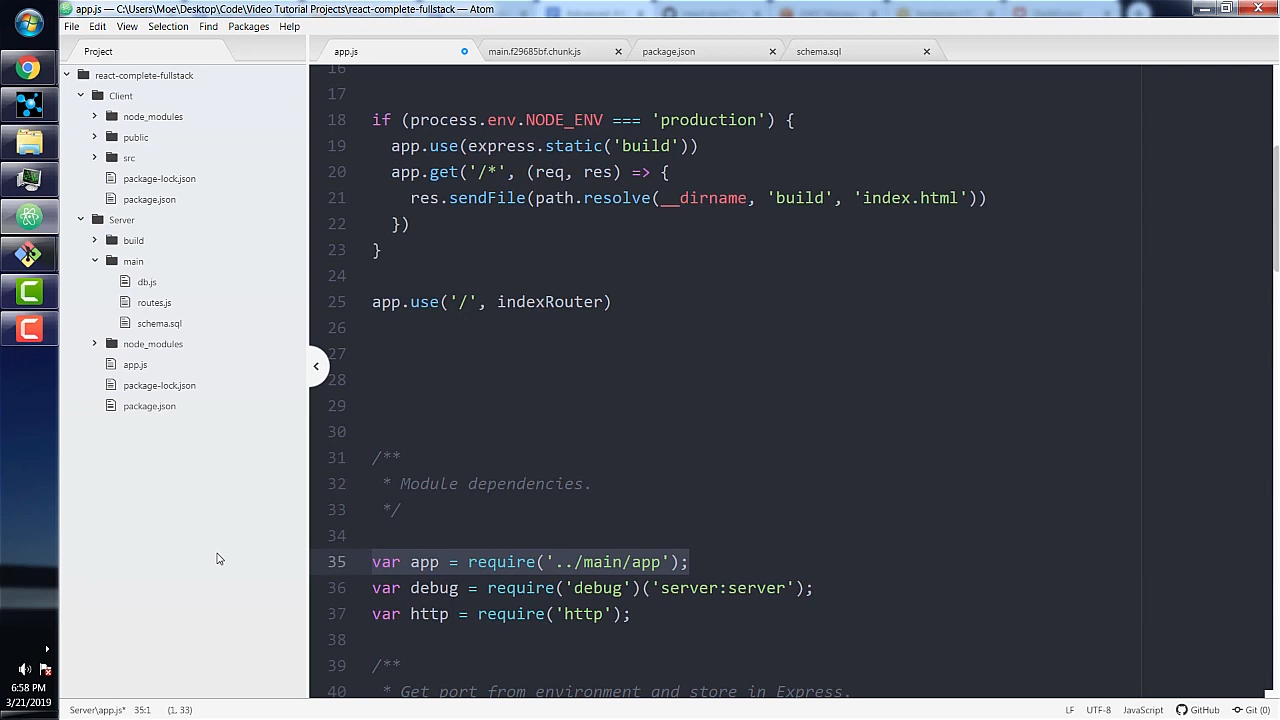 app.js — C:\Users\Moe\Desktop\Code\Video Tutorial Projects\react-complete-fullstack — Atom
File Edit View Selection Find Packages Help
Project
app.js
main.f29685bf.chunk.js
package.json
schema.sql
react-complete-fullstack
Client
node_modules
public
src
package-lock.json
package.json
Server
build
main
db.js
routes.js
schema.sql
node_modules
app.js
package-lock.json
package.json
16
17
18 if (process.env.NODE_ENV === 'production') {
19 app.use(express.static('build'))
20 app.get('/*', (req, res) => {
21 res.sendFile(path.resolve(__dirname, 'build', 'index.html'))
22 })
23 }
24
25 app.use('/', indexRouter)
26
27
28
29
30
31 /**
32 * Module dependencies.
33 */
34
35 var app = require('../main/app');
36 var debug = require('debug')('server:server');
37 var http = require('http');
38
39 /**
40 * Get port from environment and store in Express.
Server\app.js* 35:1 (1, 33)
LF UTF-8 JavaScript GitHub Git (0)
6:58 PM
3/21/2019